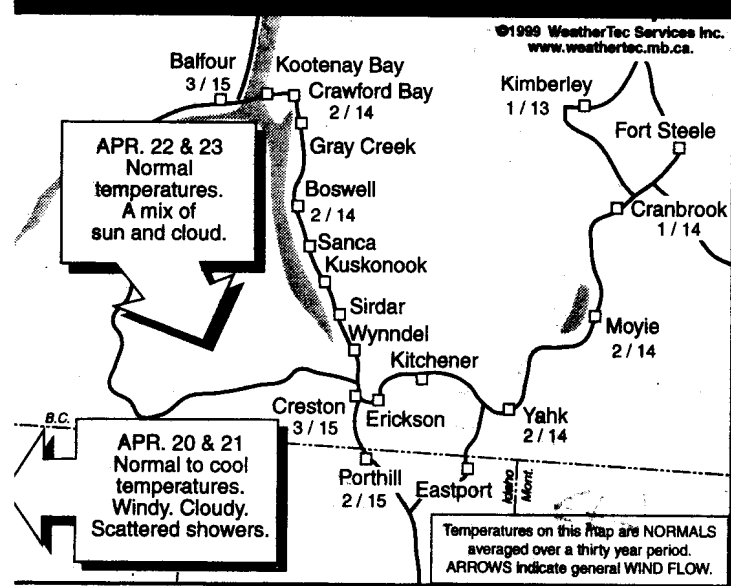 ©1999 WeatherTec Services Inc.
www.weathertec.mb.ca.
Balfour
3 / 15
Kootenay Bay
Crawford Bay
2 / 14
Kimberley
1 / 13
Fort Steele
Gray Creek
APR. 22 & 23
Normal
temperatures.
A mix of
sun and cloud.
Boswell
2 / 14
Cranbrook
1 / 14
Sanca
Kuskonook
Sirdar
Moyie
2 / 14
Wynndel
Kitchener
Creston
3 / 15
Erickson
Yahk
2 / 14
B.C.
APR. 20 & 21
Normal to cool
temperatures.
Windy. Cloudy.
Scattered showers.
Porthill
2 / 15
Eastport
Idaho
Mont.
Temperatures on this map are NORMALS
averaged over a thirty year period.
ARROWS indicate general WIND FLOW.